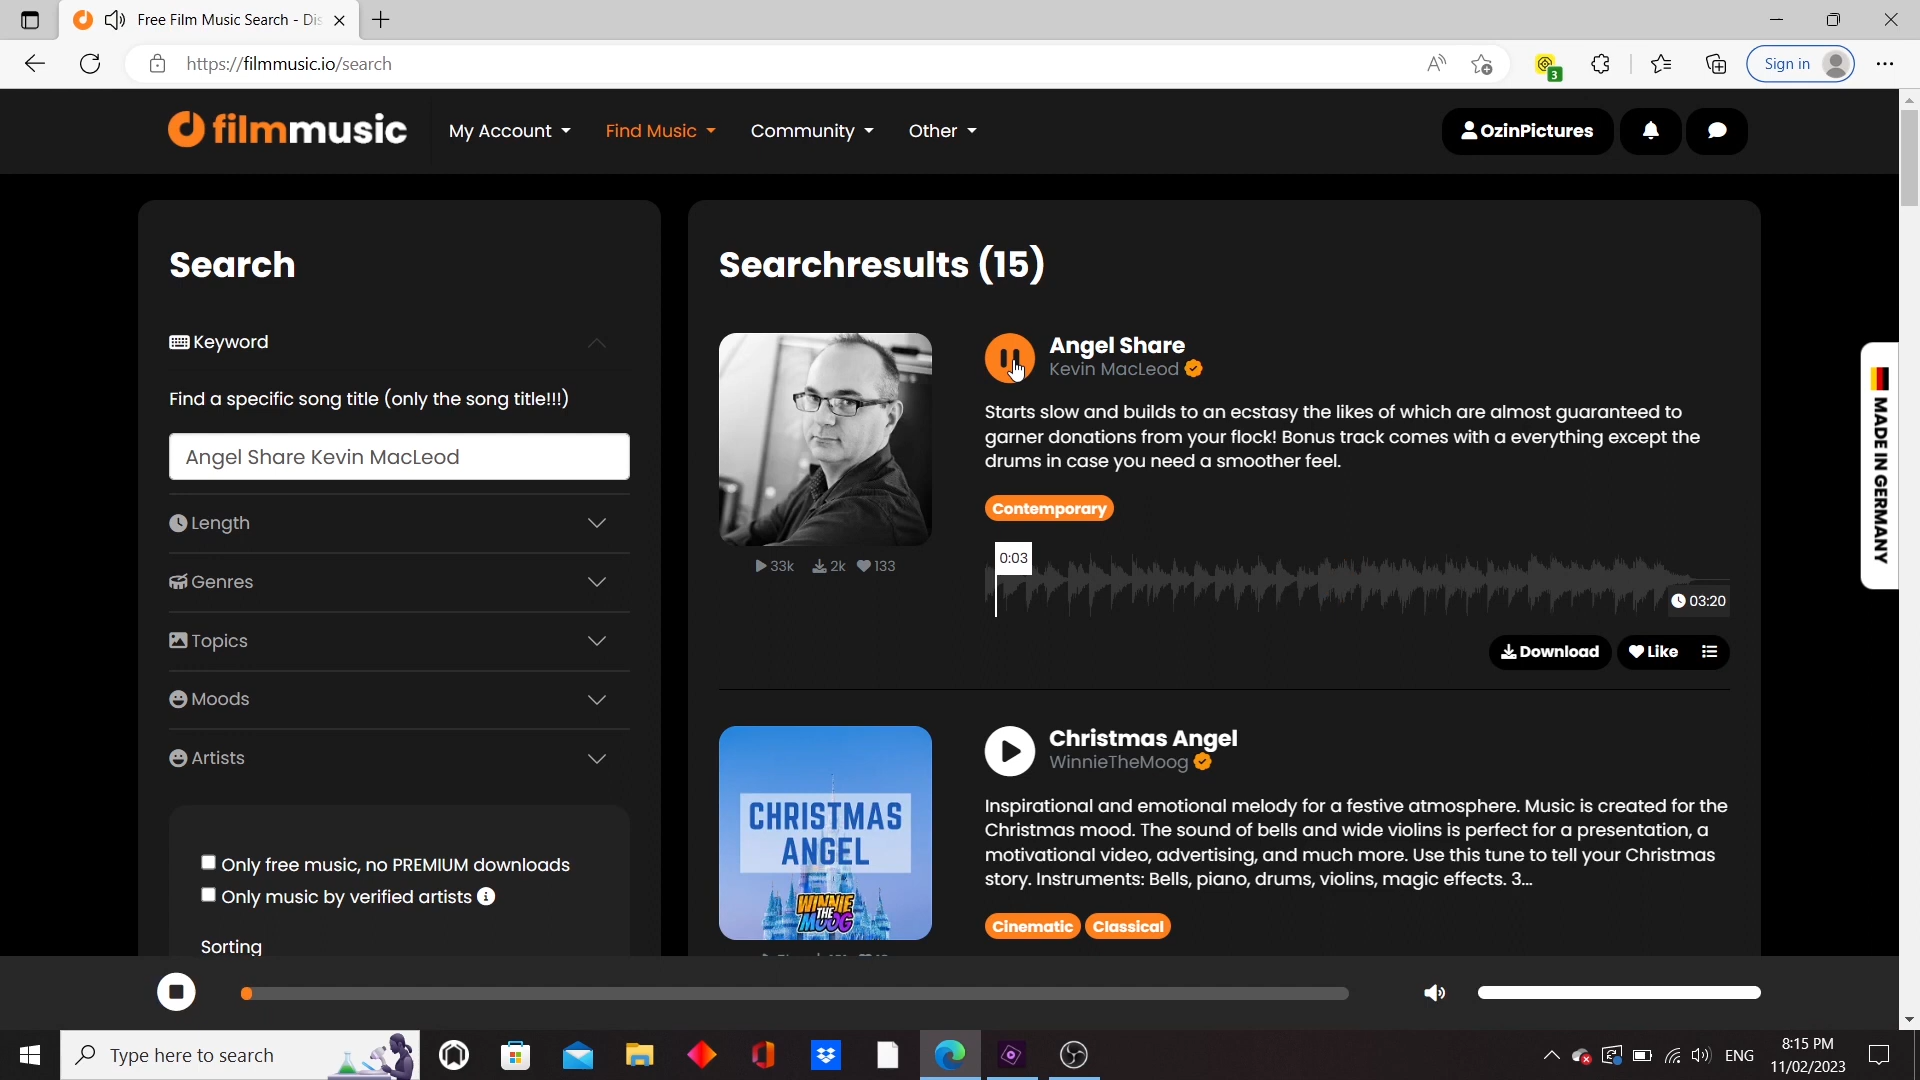 Free Film Music Search - Dis
https://filmmusic.io/search
3
Sign in
filmmusic
My Account
Find Music
Community
Other
OzinPictures
Search
Keyword
Find a specific song title (only the song title!!!)
Angel Share Kevin MacLeod
Length
Genres
Topics
Moods
Artists
Only free music, no PREMIUM downloads
Only music by verified artists
Sorting
Searchresults (15)
Angel Share
Kevin MacLeod
Starts slow and builds to an ecstasy the likes of which are almost guaranteed to
garner donations from your flock! Bonus track comes with a everything except the
drums in case you need a smoother feel.
Contemporary
33k 2k 133
0:03
03:20
Download
Like
CHRISTMAS
ANGEL
WINNIE
THE
MOOG
Christmas Angel
WinnieTheMoog
Inspirational and emotional melody for a festive atmosphere. Music is created for the
Christmas mood. The sound of bells and wide violins is perfect for a presentation, a
motivational video, advertising, and much more. Use this tune to tell your Christmas
story. Instruments: Bells, piano, drums, violins, magic effects. 3...
Cinematic Classical
MADE IN GERMANY
Type here to search
ENG
8:15 PM
11/02/2023